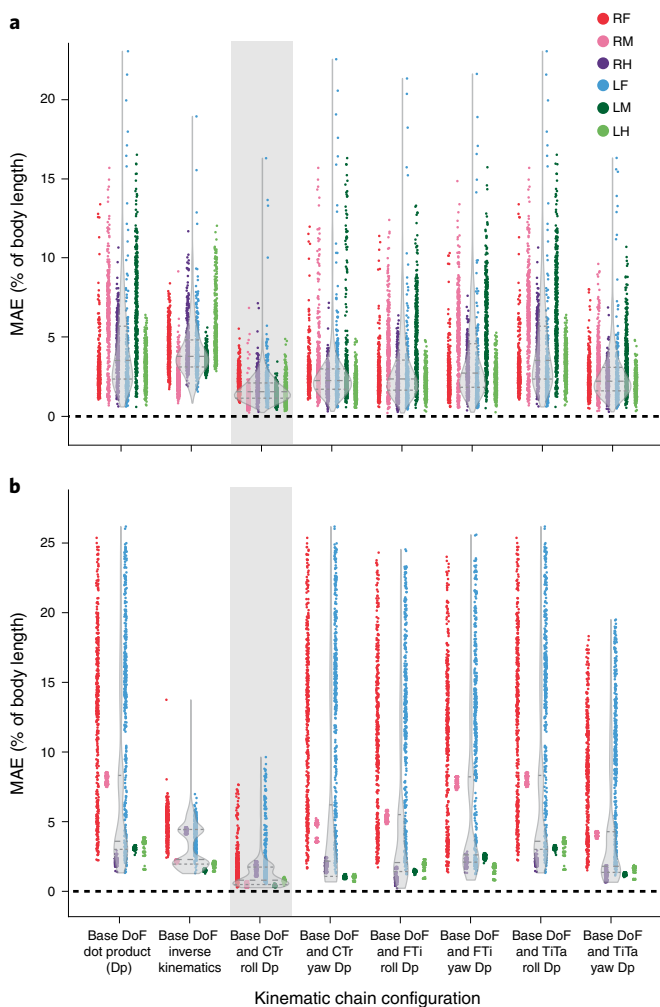 a
RF
RM
RH
LF
LM
LH
MAE (% of body length)
20
15
10
5
0
b
MAE (% of body length)
25
20
15
10
5
0
Base DoF dot product (Dp)
Base DoF inverse kinematics
Base DoF and CTr roll Dp
Base DoF and CTr yaw Dp
Base DoF and FTi roll Dp
Base DoF and FTi yaw Dp
Base DoF and TiTa roll Dp
Base DoF and TiTa yaw Dp
Kinematic chain configuration